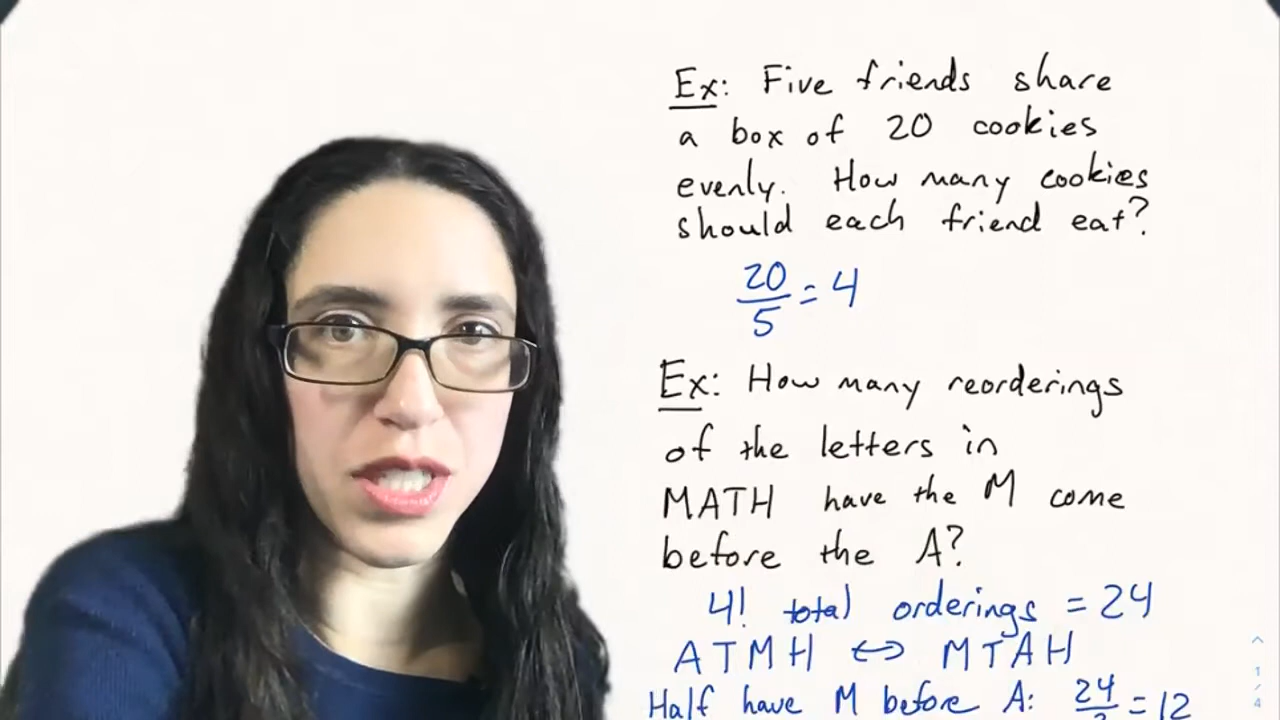 Ex: Five friends share
a box of 20 cookies
evenly. How many cookies
should each friend eat?
20/5 = 4
Ex: How many reorderings
of the letters in
MATH have the M come
before the A?
4! total orderings = 24
ATMH ↔ MTAH
Half have M before A: 24/2 = 12
^
1
/
4